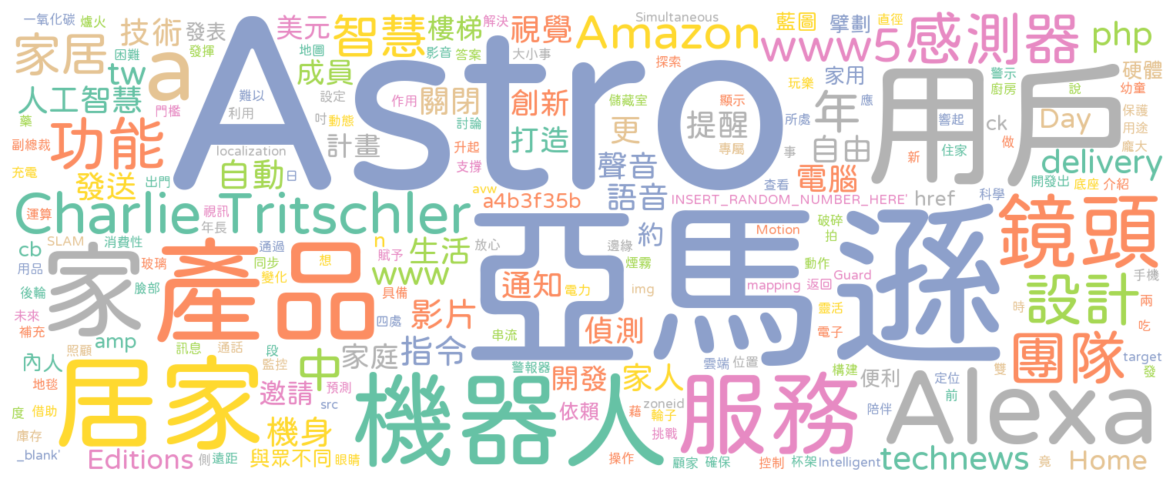 Astro
亞馬遜
用戶
產品
機器人
服務
居家
Alexa
鏡頭
家
功能
a
Charlie Tritschler
團隊
設計
感測器
www5
Amazon
智慧
家居
技術
發表
一氧化碳
爐火
美元
樓梯
解決
Simultaneous
視覺
藍圖
擘劃
直徑
php
tw
困難
發揮
地圖
影音
答案
大小事
成員
探索
家用
警示
硬體
人工智慧
難以
設定
作用
關閉
創新
儲藏室
顯示
玩樂
應
廚房
說
幼童
藥
門檻
利用
吋
動態
討論
打造
更
提醒
所處
年
響起
ck
Day
保護
用途
副總裁
localization
計畫
升起
支撐
聲音
專屬
事
自由
新
住家
做
龐大
充電
發送
出門
自動
日
語音
電腦
查看
科學
開發出
底座
介紹
delivery
運算
視訊
年長
avw
a4b3f35b
INSERT_RANDOM_NUMBER_HERE'
href
破碎
拍
SLAM
消費性
cb
用品
玻璃
臉部
通過
同步
變化
想
賦予
n
生活
放心
約
邊緣
煙霧
Motion
動作
Guard
mapping
返回
手機
後輪
未來
補充
具備
www
通知
電力
img
靈活
電子
時
兩
吃
amp
四處
影片
偵測
串流
照顧
訊息
通話
段
家庭
指令
雲端
位置
構建
雙
target
發
內人
地毯
監控
中
警報器
開發
家人
便利
定位
前
度
借助
邀請
預測
src
依賴
藉
zoneid
輪子
挑戰
陪伴
庫存
_blank'
Editions
機身
側
遠距
與眾不同
眼睛
操作
顧家
確保
控制
杯架
Intelligent
technews
竟
Home